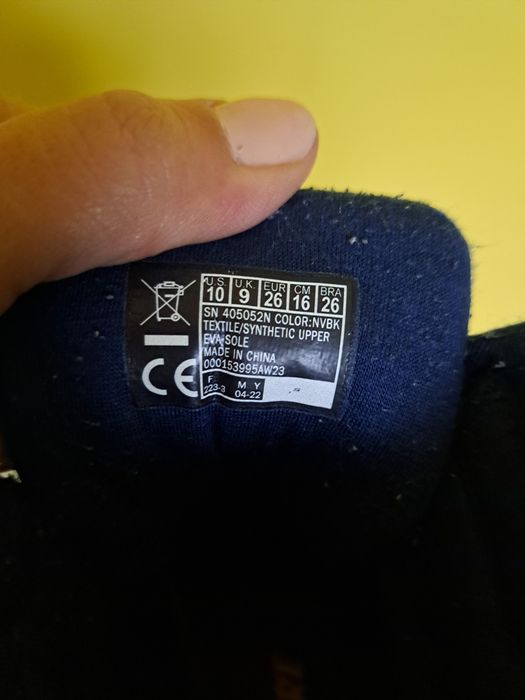 U.S. U.K. EUR CM BRA
10 9 26 16 26
SN 405052N COLOR:NVBK
TEXTILE/SYNTHETIC UPPER
EVA SOLE
MADE IN CHINA
000153995AW23
F M Y
223-3 04-22
CE